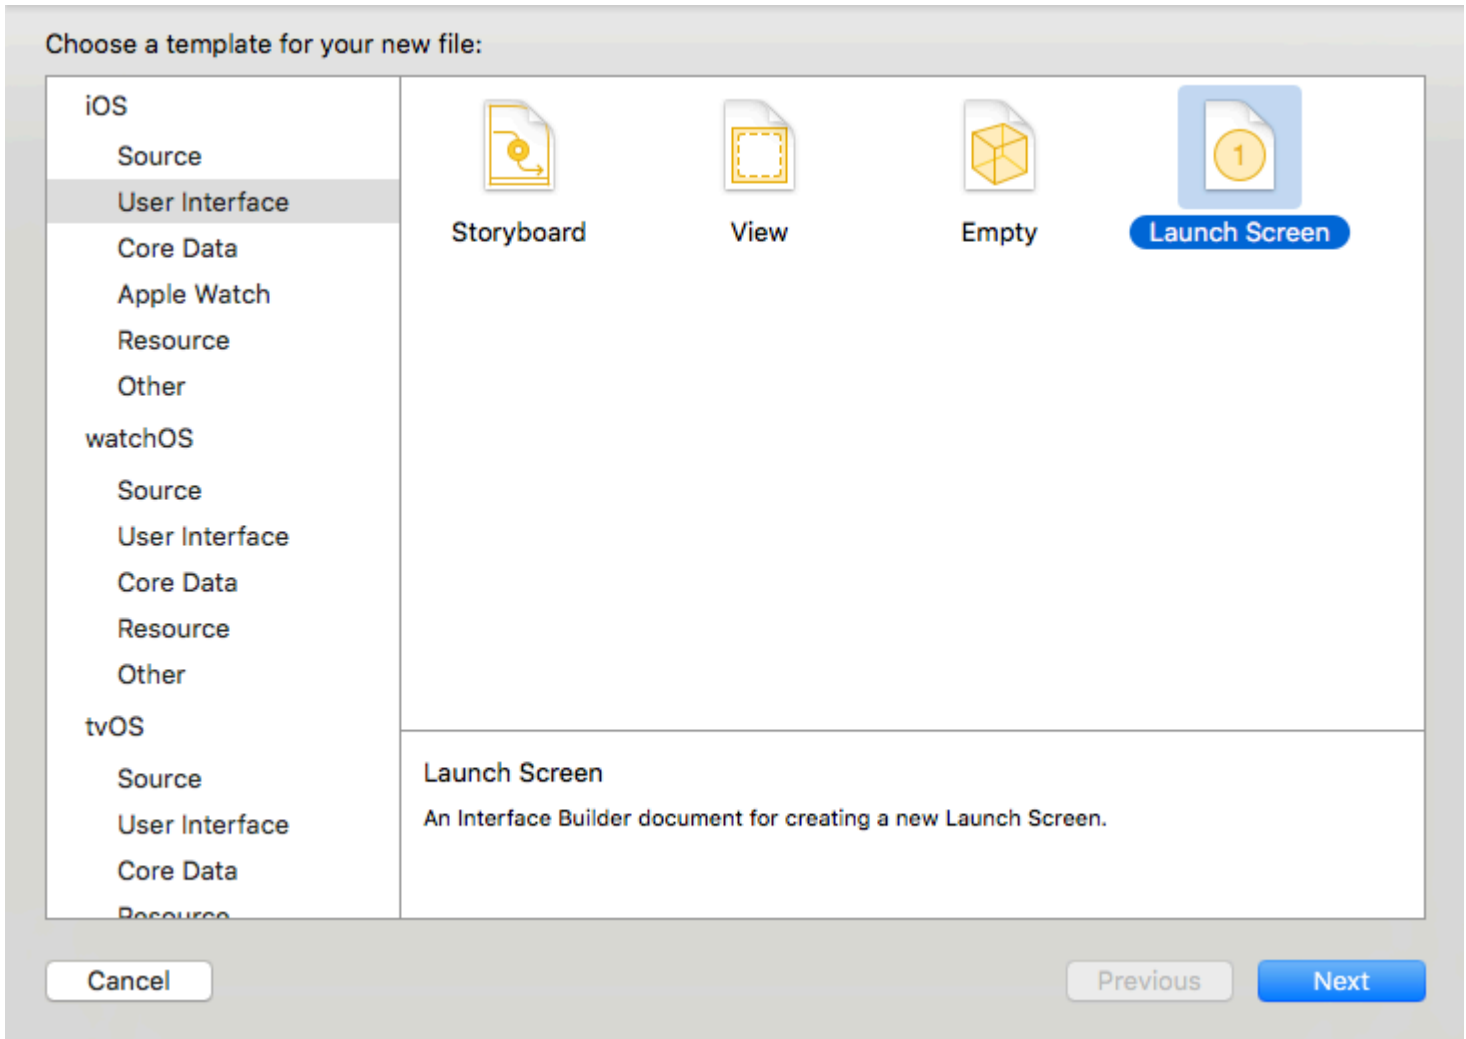 Choose a template for your new file:
iOS
Source
User Interface
Core Data
Apple Watch
Resource
Other
watchOS
Source
User Interface
Core Data
Resource
Other
tvOS
Source
User Interface
Core Data
Resource
Storyboard
View
Empty
1
Launch Screen
Launch Screen
An Interface Builder document for creating a new Launch Screen.
Cancel
Previous
Next